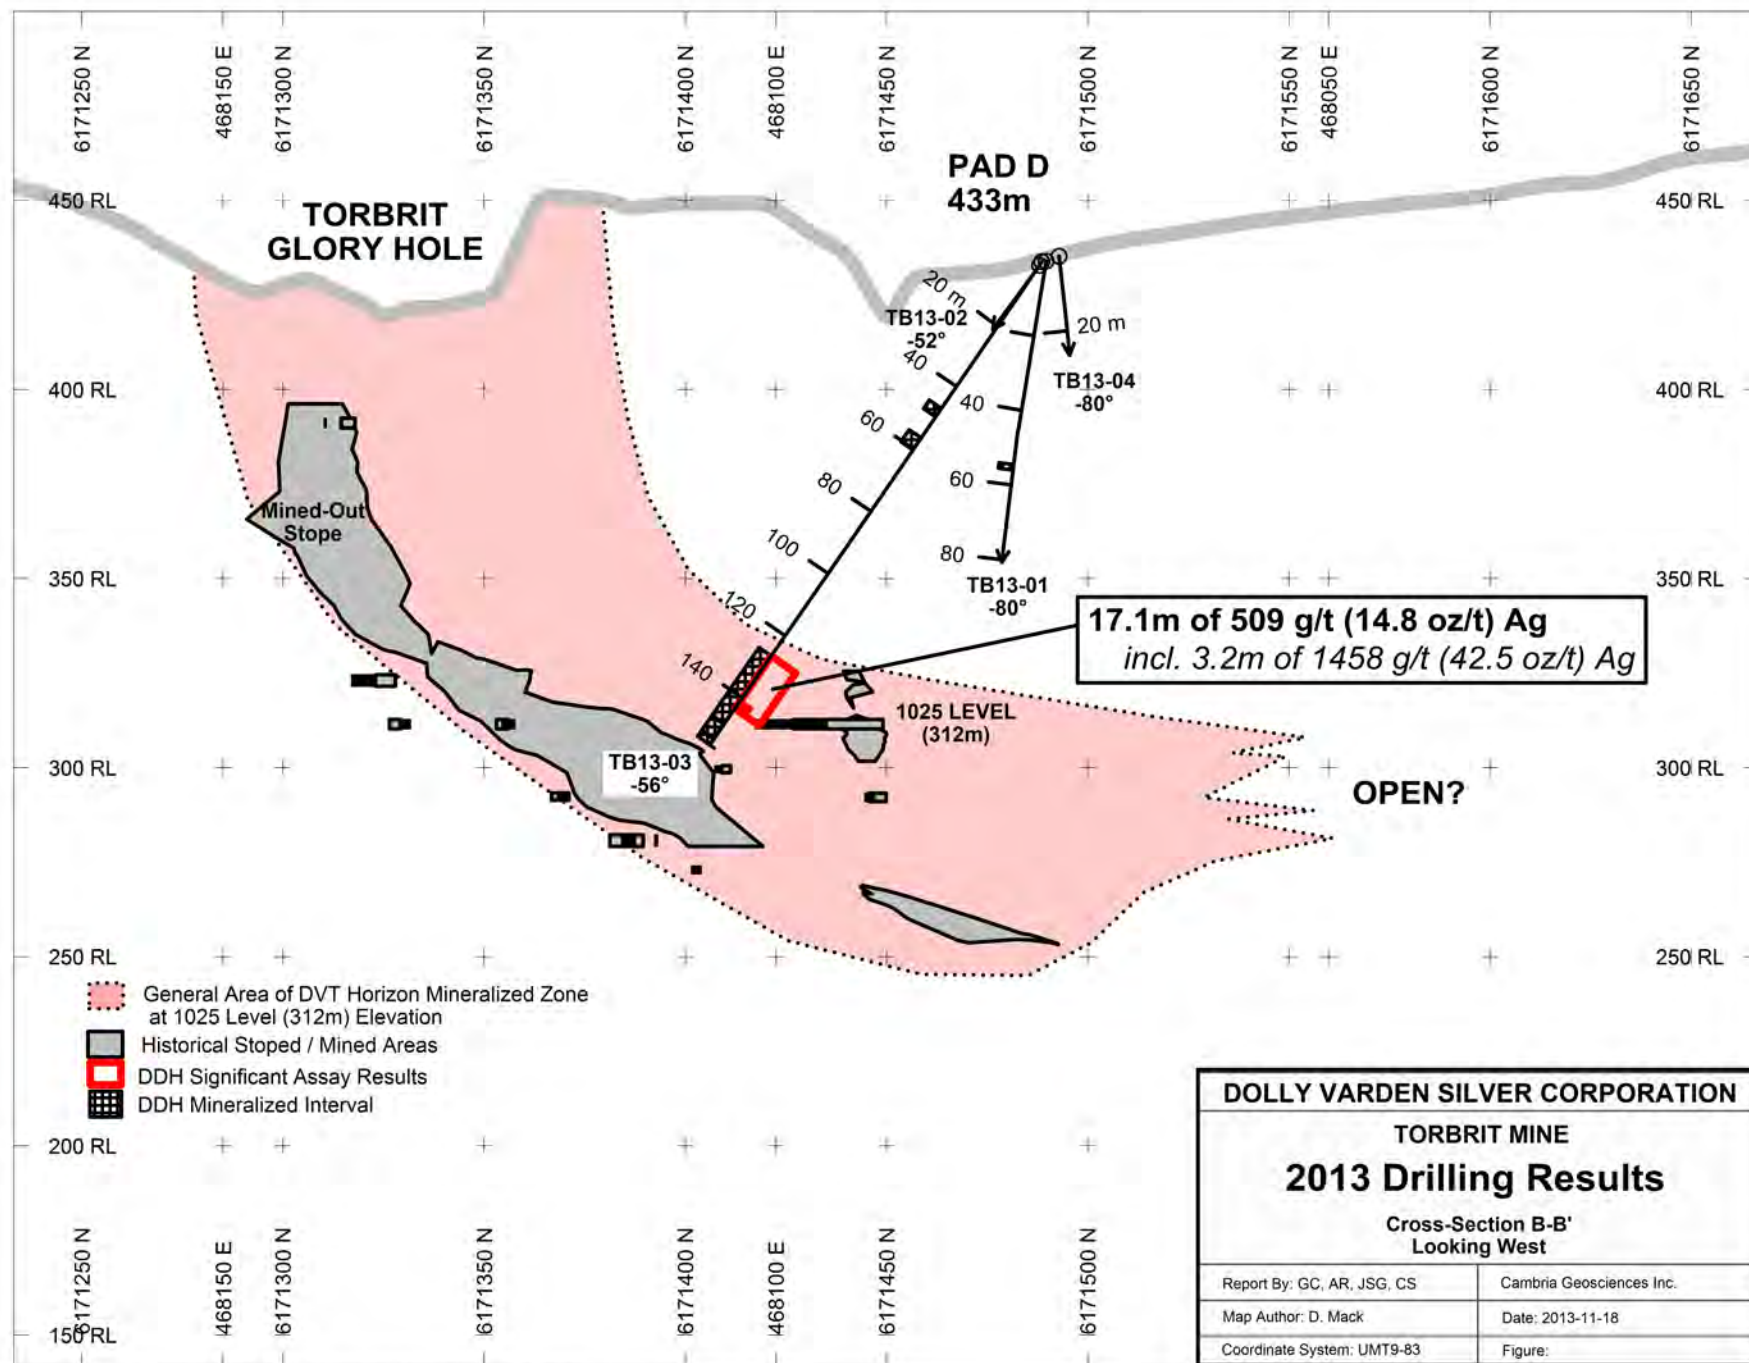 6171250 N
468150 E
6171300 N
6171350 N
6171400 N
468100 E
6171450 N
6171500 N
6171550 N
468050 E
6171600 N
6171650 N
PAD D
433m
450 RL
450 RL
TORBRIT
GLORY HOLE
20 m
TB13-02
-52°
20 m
40
TB13-04
-80°
400 RL
400 RL
40
60
60
80
Mined-Out
Stope
100
80
350 RL
TB13-01
-80°
350 RL
120
17.1m of 509 g/t (14.8 oz/t) Ag
incl. 3.2m of 1458 g/t (42.5 oz/t) Ag
140
1025 LEVEL
(312m)
300 RL
TB13-03
-56°
300 RL
OPEN?
250 RL
250 RL
General Area of DVT Horizon Mineralized Zone
at 1025 Level (312m) Elevation
Historical Stoped / Mined Areas
DDH Significant Assay Results
DDH Mineralized Interval
200 RL
150 RL
6171250 N
468150 E
6171300 N
6171350 N
6171400 N
468100 E
6171450 N
6171500 N
DOLLY VARDEN SILVER CORPORATION
TORBRIT MINE
2013 Drilling Results
Cross-Section B-B'
Looking West
Report By: GC, AR, JSG, CS
Cambria Geosciences Inc.
Map Author: D. Mack
Date: 2013-11-18
Coordinate System: UMT9-83
Figure: